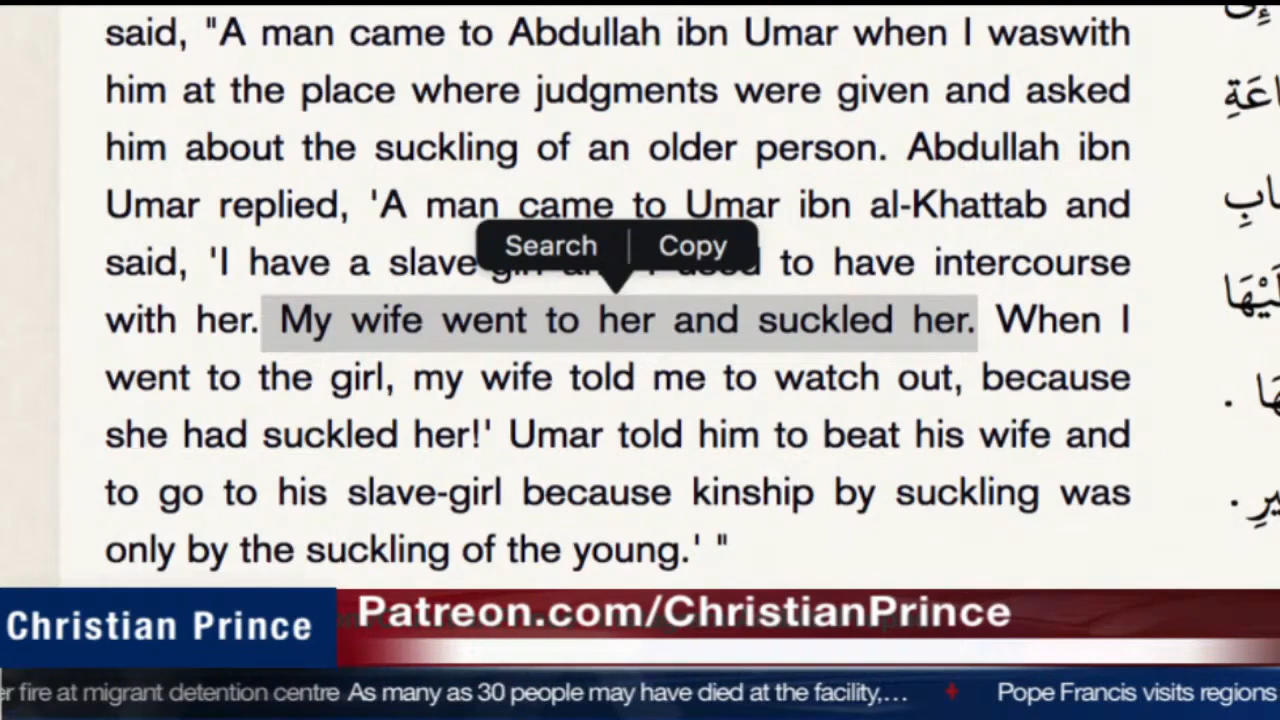 said, "A man came to Abdullah ibn Umar when I waswith
him at the place where judgments were given and asked
him about the suckling of an older person. Abdullah ibn
Umar replied, 'A man came to Umar ibn al-Khattab and
Search Copy
said, 'I have a slave to have intercourse
with her. My wife went to her and suckled her. When I
went to the girl, my wife told me to watch out, because
she had suckled her!' Umar told him to beat his wife and
to go to his slave-girl because kinship by suckling was
only by the suckling of the young.' "
Christian Prince
Patreon.com/ChristianPrince
fire at migrant detention centre As many as 30 people may have died at the facility,... Pope Francis visits regions